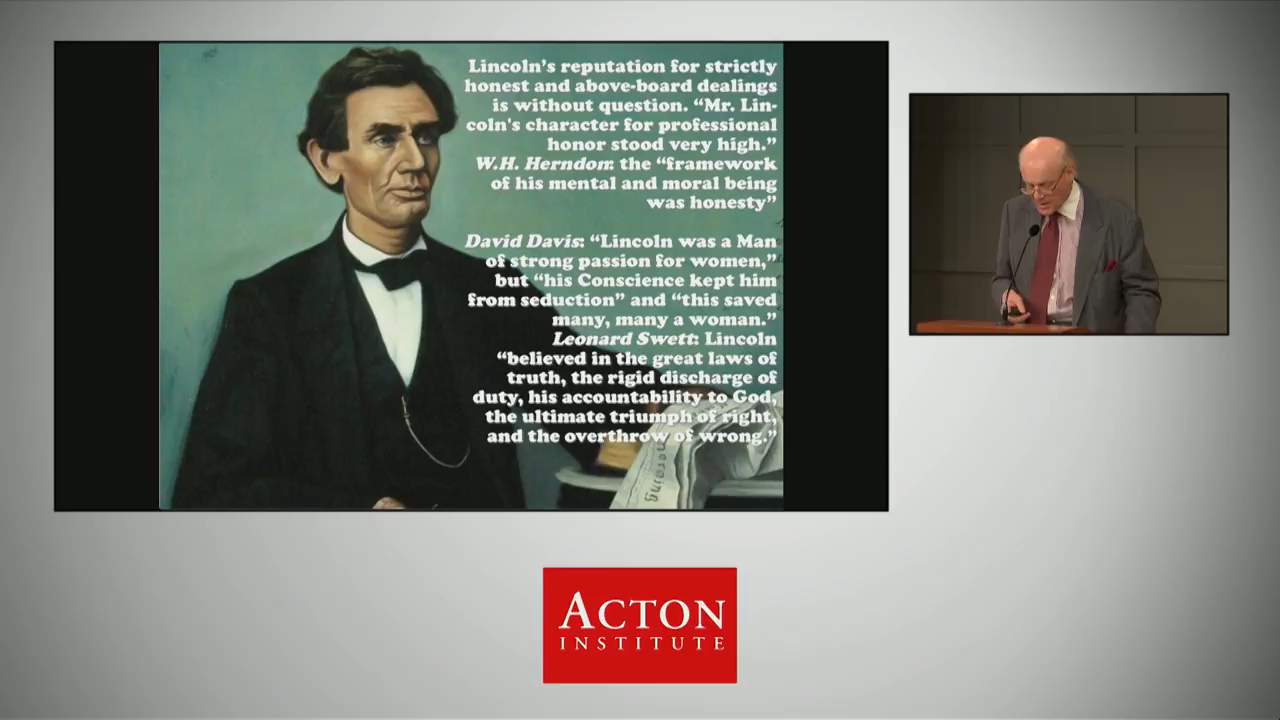 Lincoln's reputation for strictly
honest and above-board dealings
is without question. “Mr. Lin-
coln's character for professional
honor stood very high.”
W.H. Herndon: the “framework
of his mental and moral being
was honesty”
David Davis: “Lincoln was a Man
of strong passion for women,”
but “his Conscience kept him
from seduction” and “this saved
many, many a woman.”
Leonard Swett: Lincoln
“believed in the great laws of
truth, the rigid discharge of
duty, his accountability to God,
the ultimate triumph of right,
and the overthrow of wrong.”
ACTON
INSTITUTE